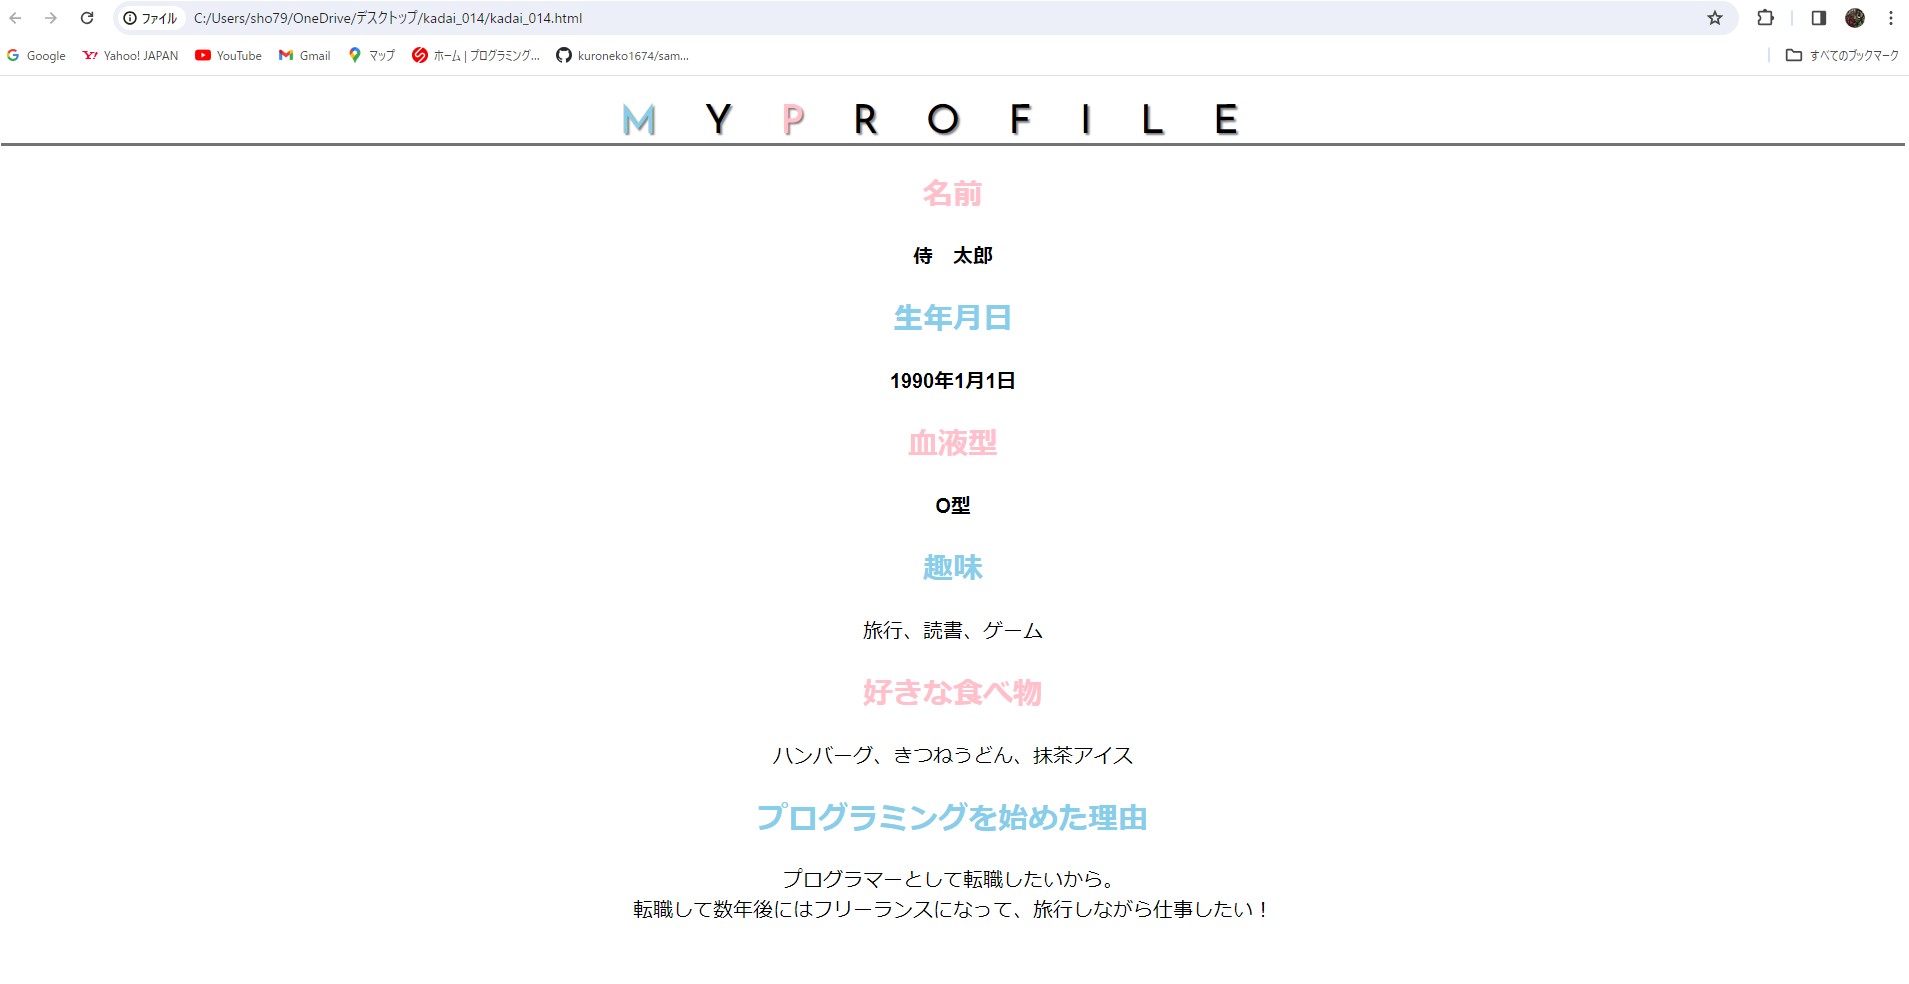 ファイル C:/Users/sho79/OneDrive/デスクトップ/kadai_014/kadai_014.html
Google Yahoo! JAPAN YouTube Gmail マップ ホーム | プログラミング... kuroneko1674/sam... すべてのブックマーク
M Y P R O F I L E
名前
侍　太郎
生年月日
1990年1月1日
血液型
O型
趣味
旅行、読書、ゲーム
好きな食べ物
ハンバーグ、きつねうどん、抹茶アイス
プログラミングを始めた理由
プログラマーとして転職したいから。
転職して数年後にはフリーランスになって、旅行しながら仕事したい！